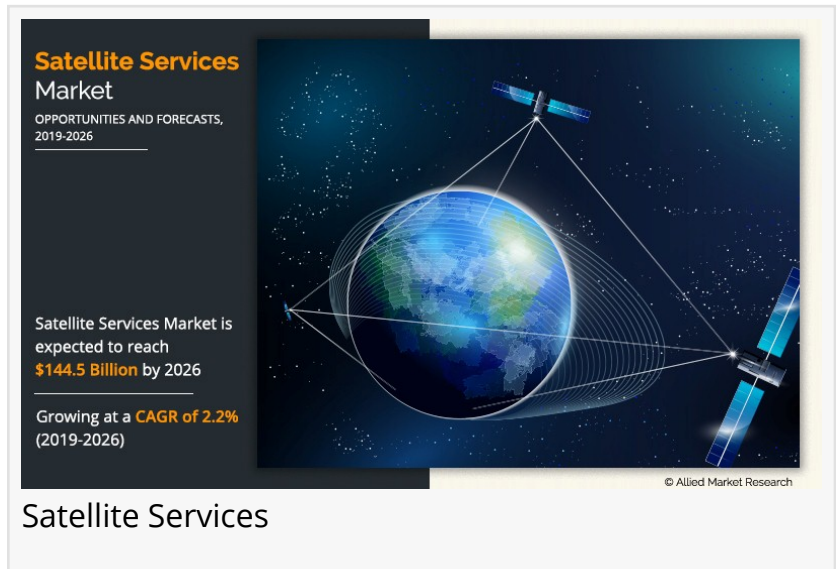 Satellite Services
Market
OPPORTUNITIES AND FORECASTS,
2019-2026
Satellite Services Market is
expected to reach
$144.5 Billion by 2026
Growing at a CAGR of 2.2%
(2019-2026)
© Allied Market Research
Satellite Services